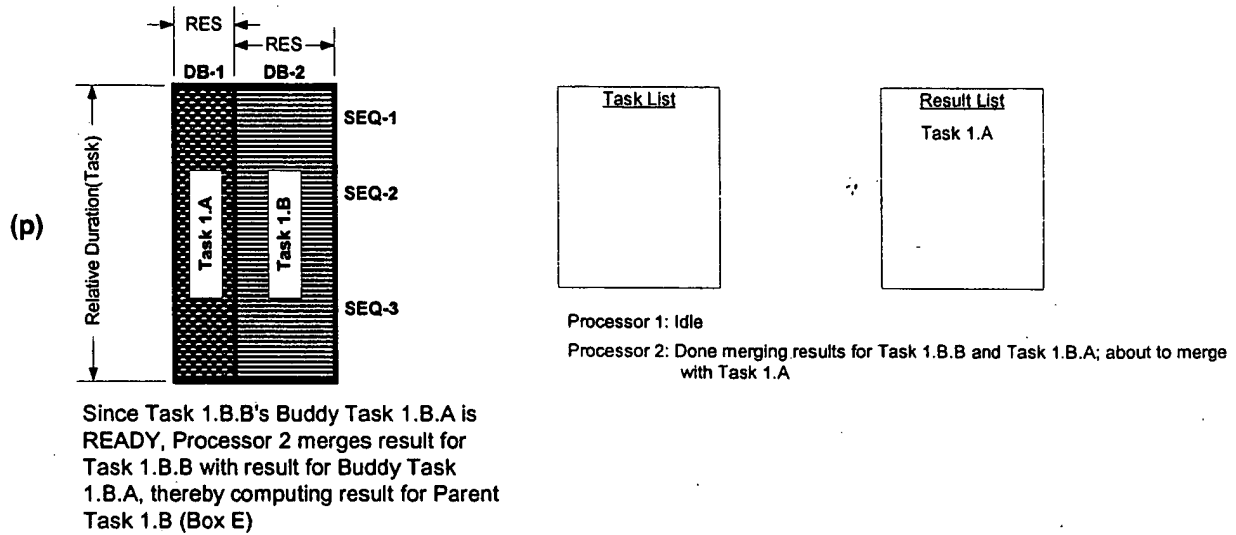 RES
RES
DB-1 DB-2
SEQ-1
SEQ-2
SEQ-3
(p)
Relative Duration(Task)
Task 1.A
Task 1.B
Task List
Result List
Task 1.A
Processor 1: Idle
Processor 2: Done merging results for Task 1.B.B and Task 1.B.A; about to merge
with Task 1.A
Since Task 1.B.B's Buddy Task 1.B.A is
READY, Processor 2 merges result for
Task 1.B.B with result for Buddy Task
1.B.A, thereby computing result for Parent
Task 1.B (Box E)